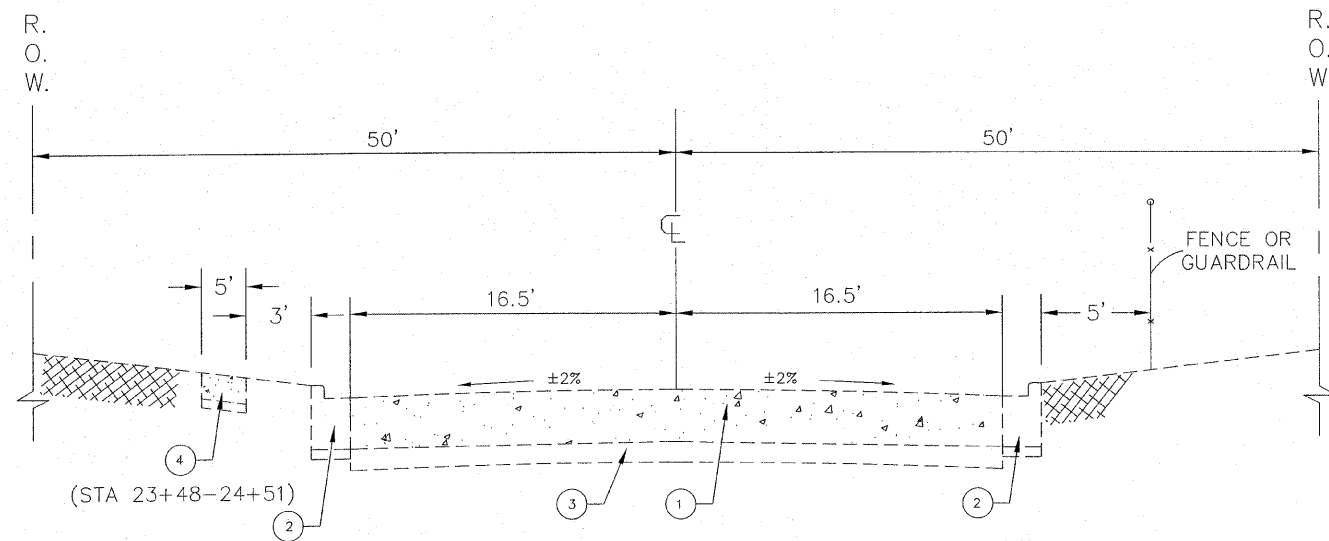 R.
O.
W.
R.
O.
W.
50'
50'
℄
5'
3'
16.5'
16.5'
5'
FENCE OR
GUARDRAIL
±2%
±2%
4
(STA 23+48-24+51)
2
3
1
2